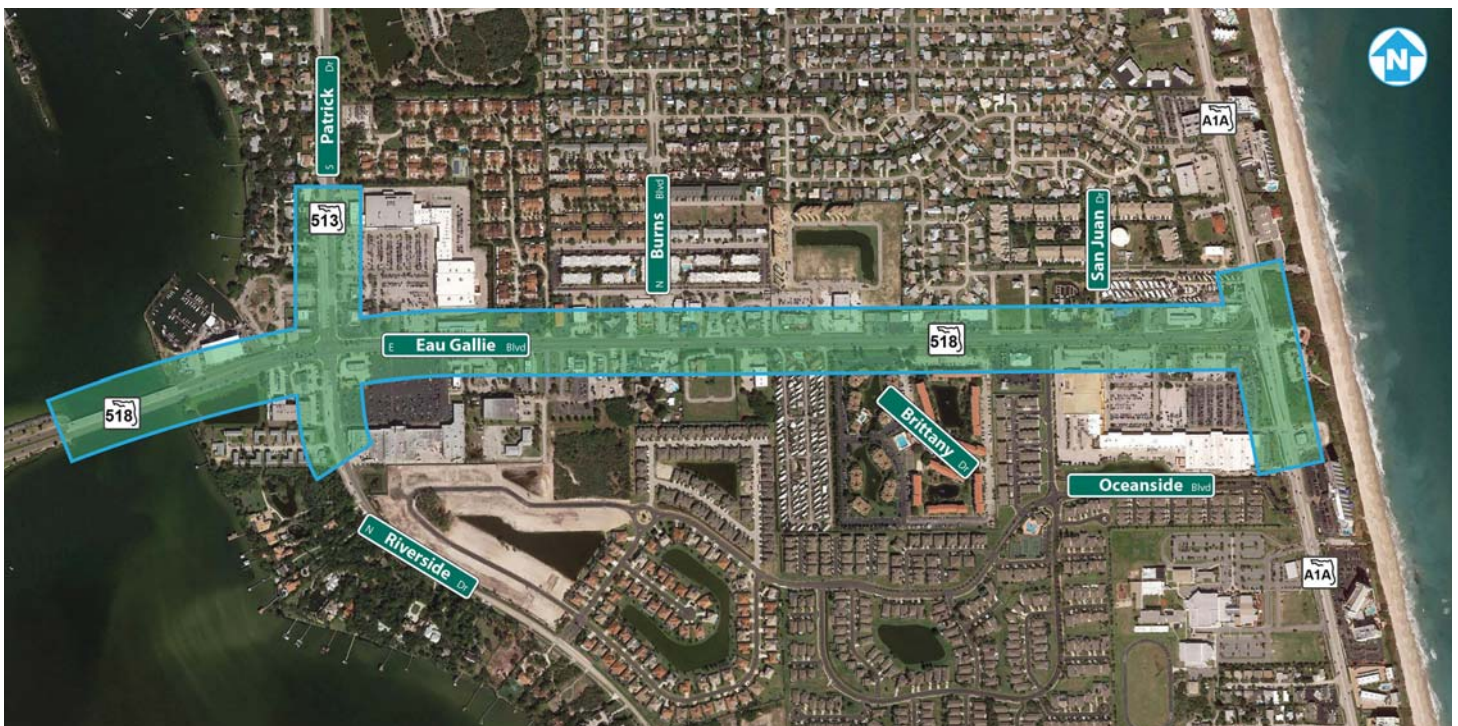 N
S Patrick Dr
A1A
513
N Burns Blvd
San Juan Dr
E Eau Gallie Blvd
518
518
Brittany Dr
Oceanside Blvd
N Riverside Dr
A1A